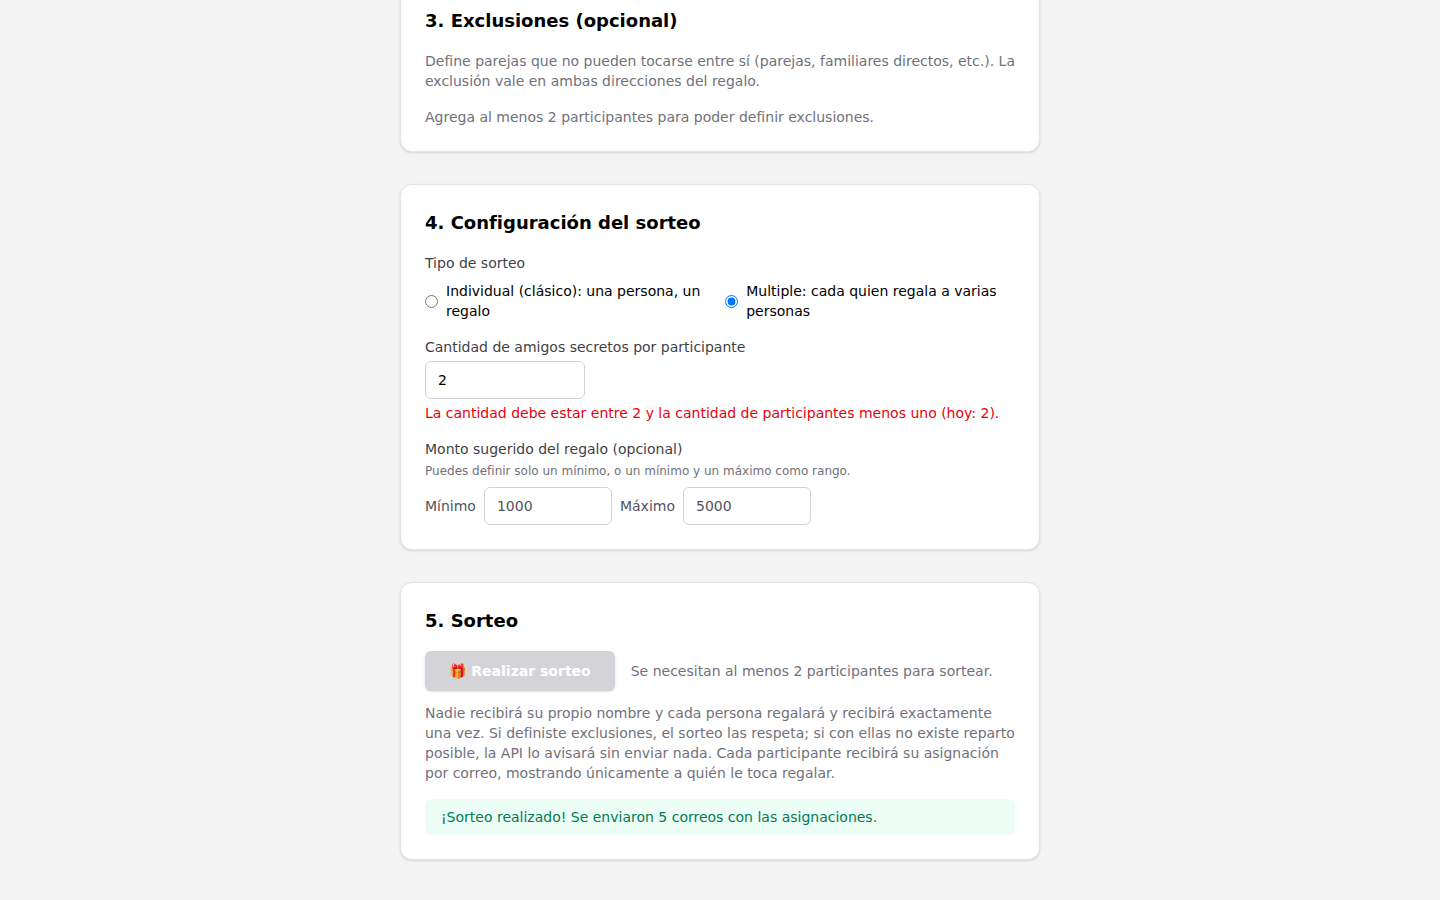 3. Exclusiones (opcional)
Define parejas que no pueden tocarse entre sí (parejas, familiares directos, etc.). La
exclusión vale en ambas direcciones del regalo.
Agrega al menos 2 participantes para poder definir exclusiones.
4. Configuración del sorteo
Tipo de sorteo
Individual (clásico): una persona, un
regalo
Multiple: cada quien regala a varias
personas
Cantidad de amigos secretos por participante
2
La cantidad debe estar entre 2 y la cantidad de participantes menos uno (hoy: 2).
Monto sugerido del regalo (opcional)
Puedes definir solo un mínimo, o un mínimo y un máximo como rango.
Mínimo 1000 Máximo 5000
5. Sorteo
🎁 Realizar sorteo Se necesitan al menos 2 participantes para sortear.
Nadie recibirá su propio nombre y cada persona regalará y recibirá exactamente
una vez. Si definiste exclusiones, el sorteo las respeta; si con ellas no existe reparto
posible, la API lo avisará sin enviar nada. Cada participante recibirá su asignación
por correo, mostrando únicamente a quién le toca regalar.
¡Sorteo realizado! Se enviaron 5 correos con las asignaciones.